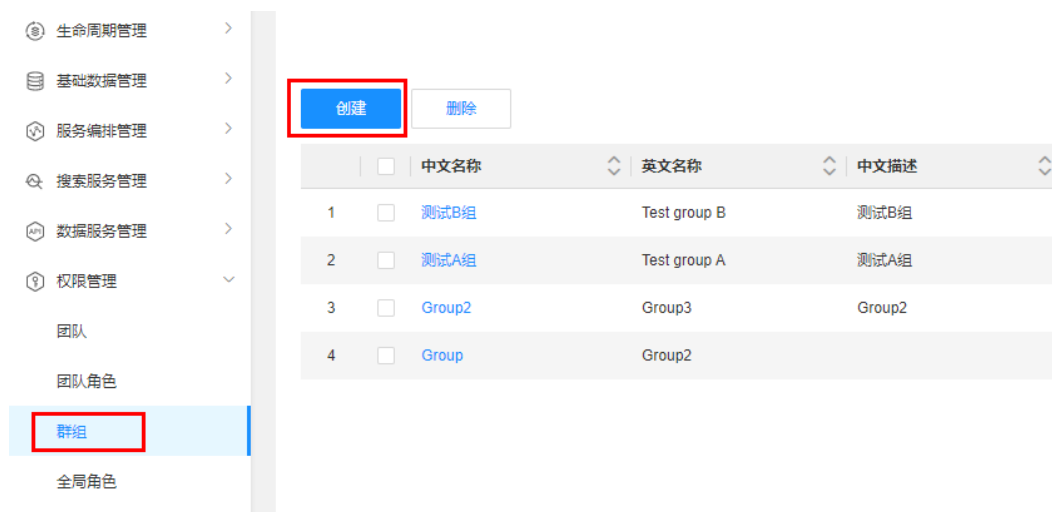 生命周期管理
基础数据管理
服务编排管理
搜索服务管理
API 数据服务管理
权限管理
团队
团队角色
群组
全局角色
创建 删除
中文名称 英文名称 中文描述
1 测试B组 Test group B 测试B组
2 测试A组 Test group A 测试A组
3 Group2 Group3 Group2
4 Group Group2